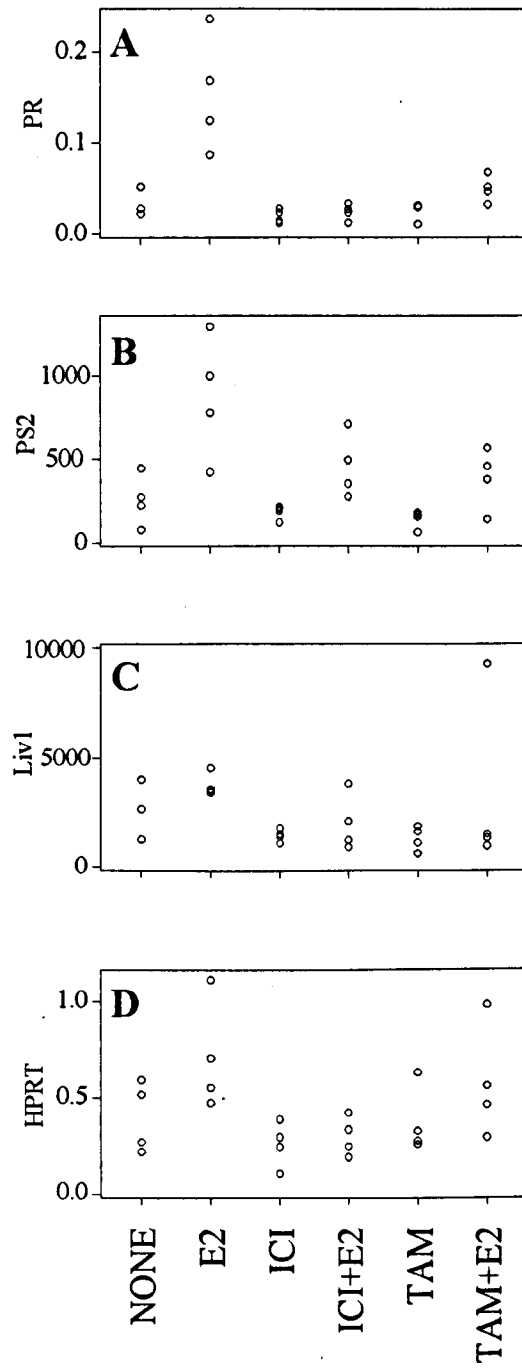 A
PR
0.2
0.1
0.0
B
PS2
1000
500
0
C
Liv1
10000
5000
0
D
HPRT
1.0
0.5
0.0
NONE
E2
ICI
ICI+E2
TAM
TAM+E2